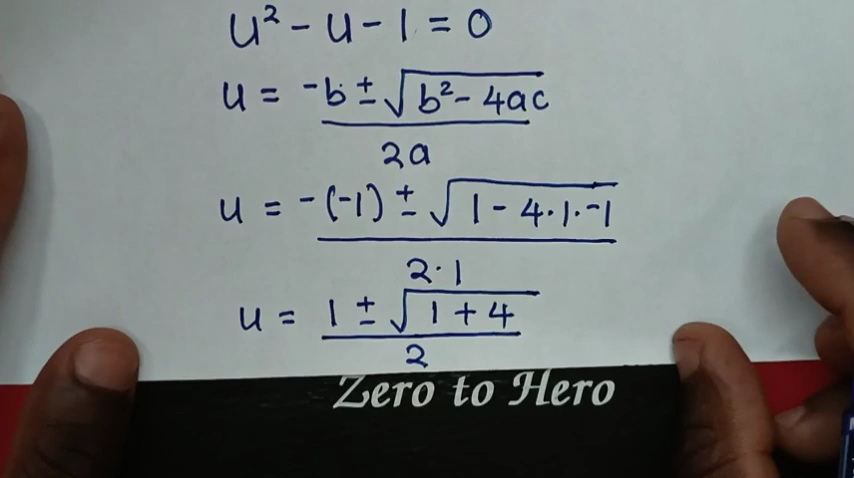 u² - u - 1 = 0
u = -b ± √b² - 4ac
2a
u = -(-1) ± √1 - 4·1·-1
2·1
u = 1 ± √1 + 4
2
Zero to Hero